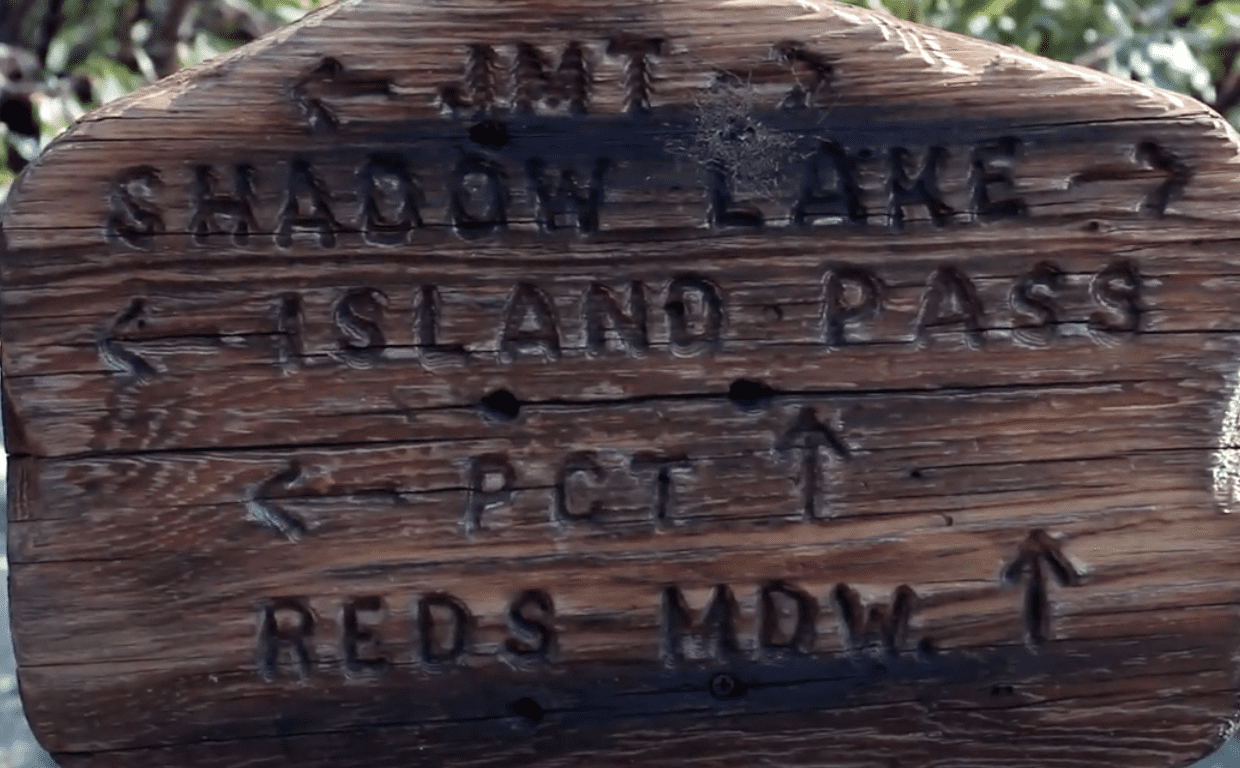 ← JMT →
SHADOW LAKE →
← ISLAND PASS
← PCT ↑
REDS MDW. ↑